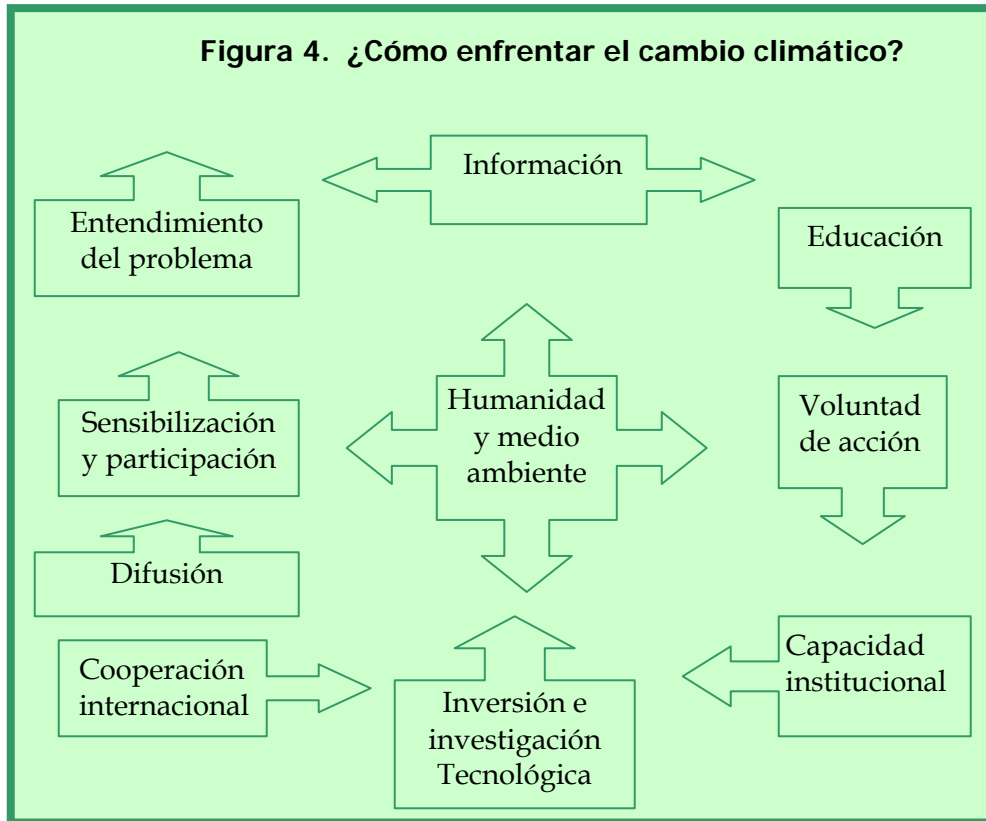 Figura 4.  ¿Cómo enfrentar el cambio climático?
Información
Entendimiento
del problema
Educación
Humanidad
y medio
ambiente
Sensibilización
y participación
Voluntad
de acción
Difusión
Cooperación
internacional
Inversión e
investigación
Tecnológica
Capacidad
institucional